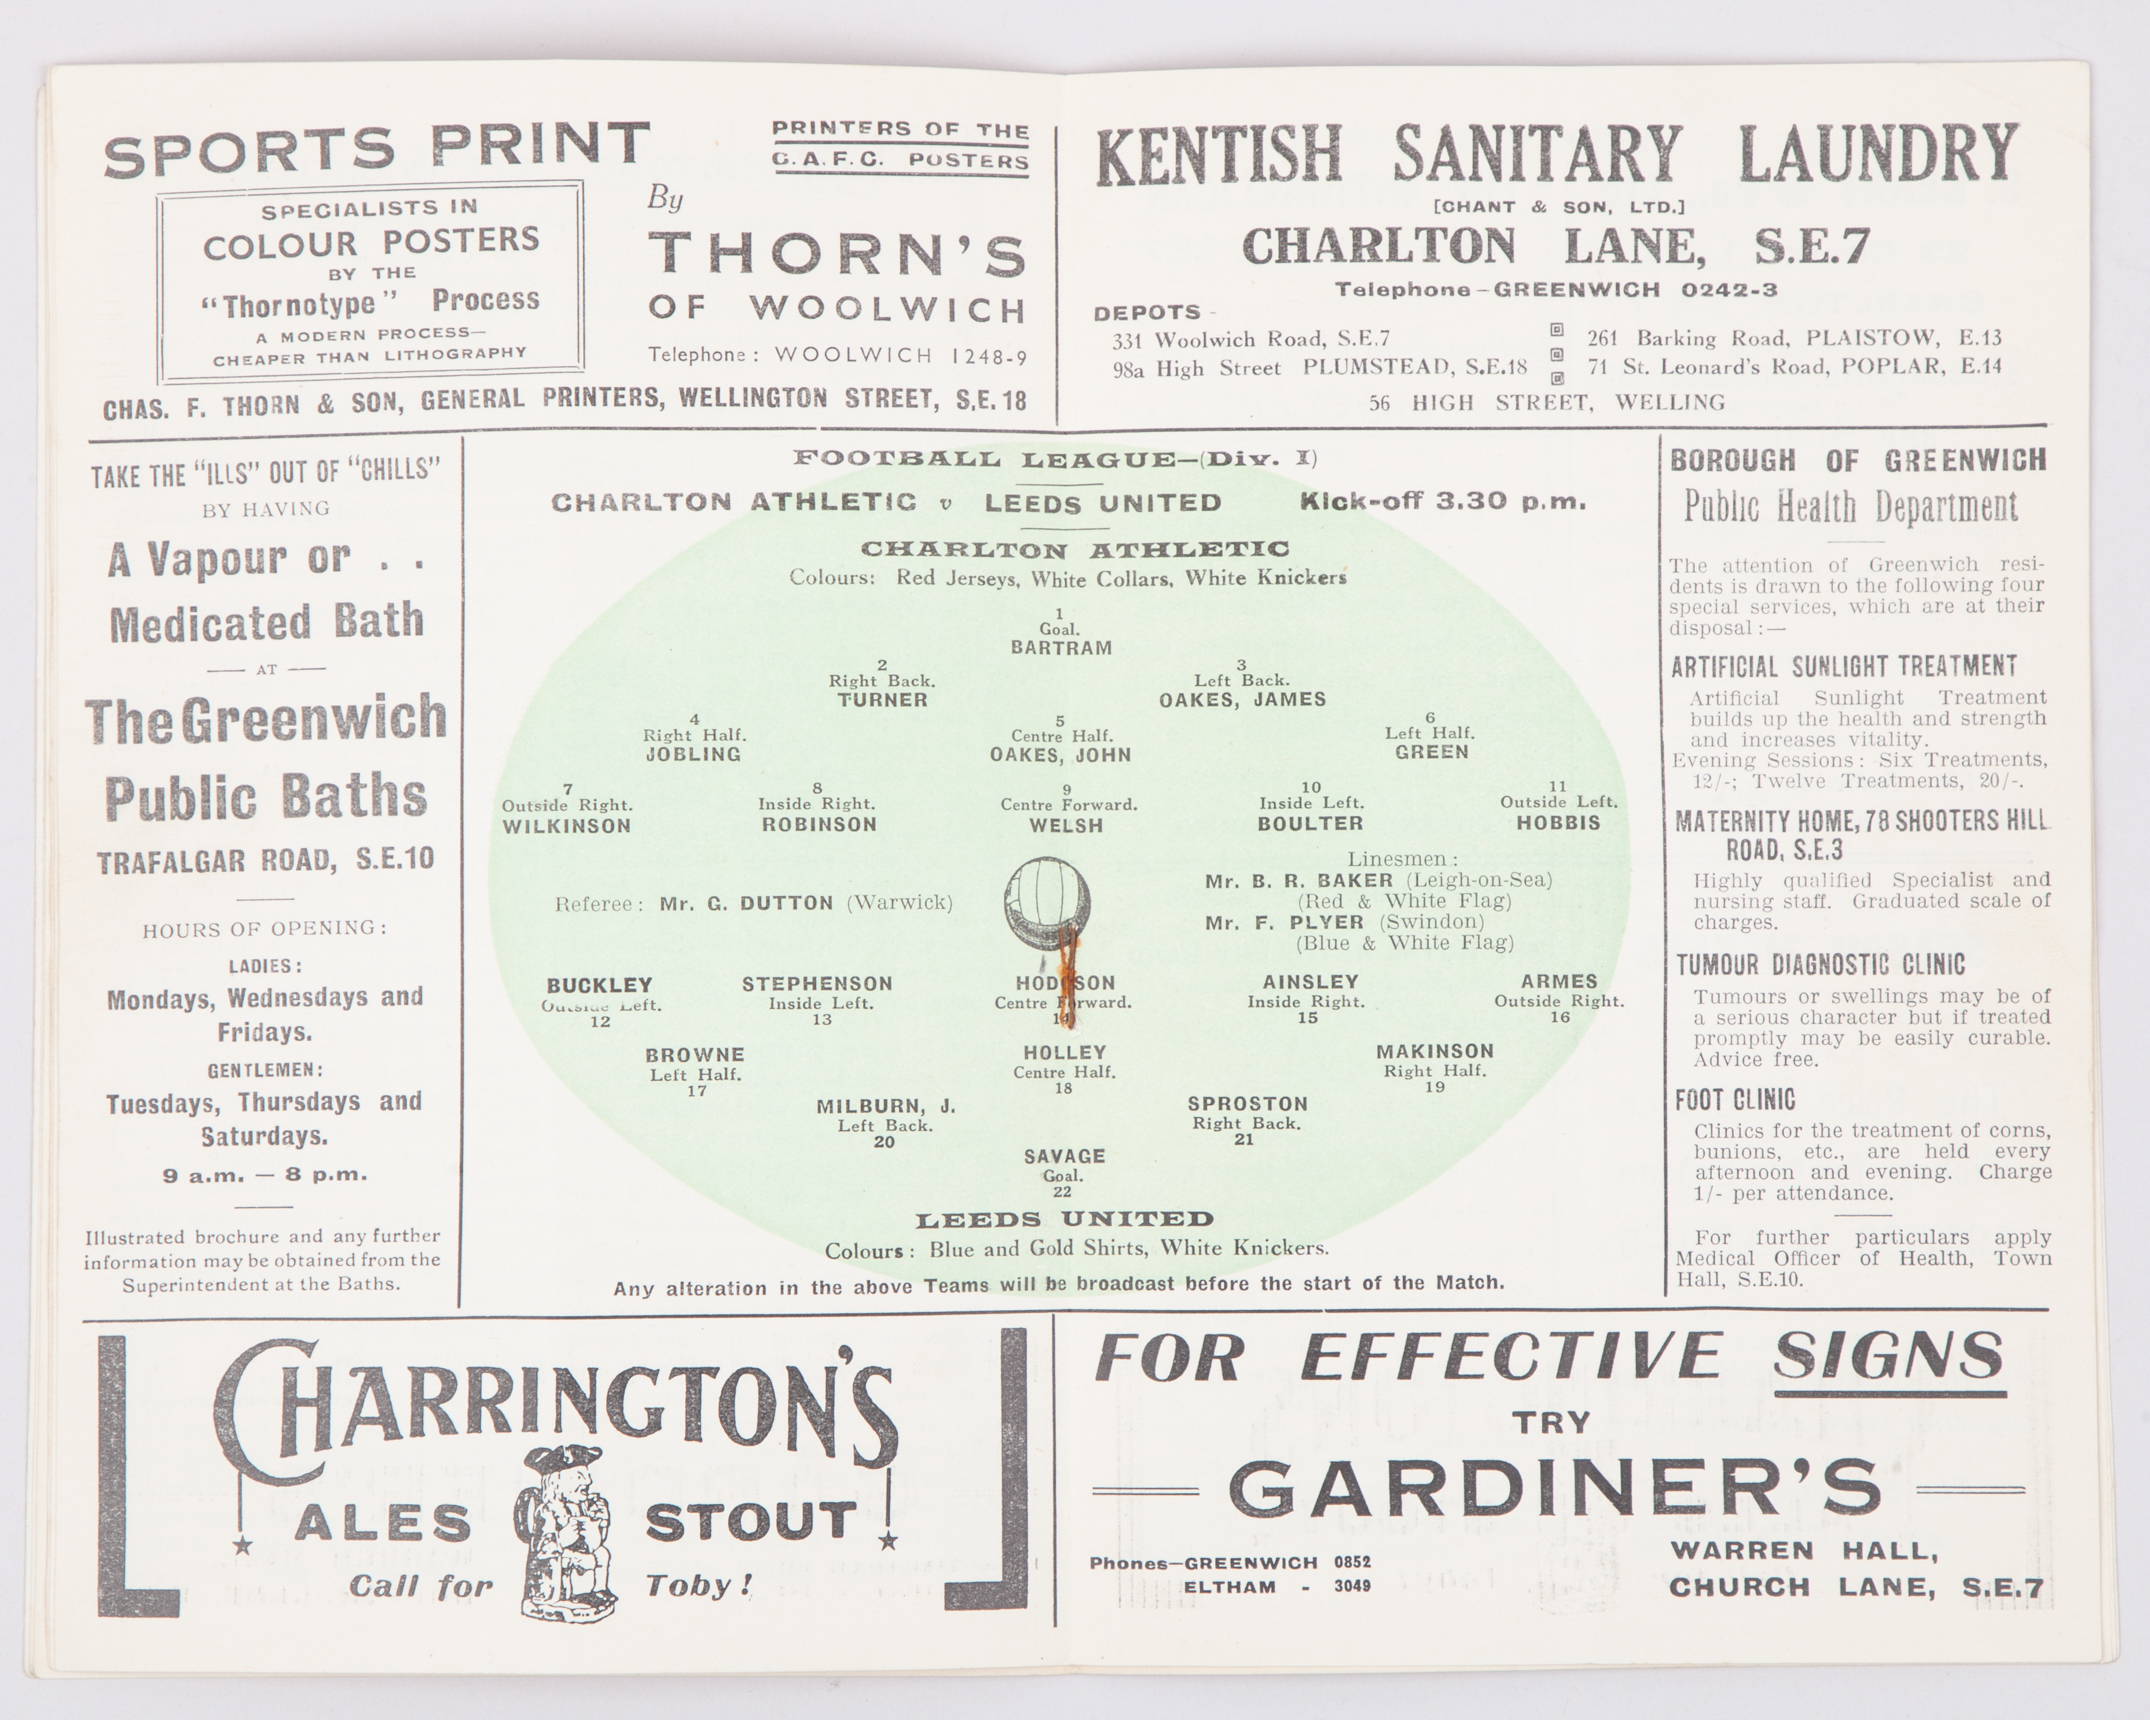 SPORTS PRINT
PRINTERS OF THE
C.A.F.C. POSTERS
SPECIALISTS IN
COLOUR POSTERS
BY THE
"Thornotype" Process
A MODERN PROCESS—
CHEAPER THAN LITHOGRAPHY
By
THORN'S
OF WOOLWICH
Telephone: WOOLWICH 1248-9
CHAS. F. THORN & SON, GENERAL PRINTERS, WELLINGTON STREET, S.E.18
KENTISH SANITARY LAUNDRY
[CHANT & SON, LTD.]
CHARLTON LANE, S.E.7
Telephone-GREENWICH 0242-3
DEPOTS -
331 Woolwich Road, S.E.7
261 Barking Road, PLAISTOW, E.13
98a High Street PLUMSTEAD, S.E.18
71 St. Leonard's Road, POPLAR, E.14
56 HIGH STREET, WELLING
TAKE THE "ILLS" OUT OF "CHILLS"
BY HAVING
A Vapour or . .
Medicated Bath
— AT —
The Greenwich
Public Baths
TRAFALGAR ROAD, S.E.10
HOURS OF OPENING:
LADIES:
Mondays, Wednesdays and
Fridays.
GENTLEMEN:
Tuesdays, Thursdays and
Saturdays.
9 a.m. — 8 p.m.
Illustrated brochure and any further
information may be obtained from the
Superintendent at the Baths.
FOOTBALL LEAGUE—(Div. I)
CHARLTON ATHLETIC v LEEDS UNITED Kick-off 3.30 p.m.
CHARLTON ATHLETIC
Colours: Red Jerseys, White Collars, White Knickers
1
Goal.
BARTRAM
2 3
Right Back. Left Back.
TURNER OAKES, JAMES
4 5 6
Right Half. Centre Half. Left Half.
JOBLING OAKES, JOHN GREEN
7 8 9 10 11
Outside Right. Inside Right. Centre Forward. Inside Left. Outside Left.
WILKINSON ROBINSON WELSH BOULTER HOBBIS
Linesmen:
Mr. B. R. BAKER (Leigh-on-Sea)
Referee: Mr. G. DUTTON (Warwick)
(Red & White Flag)
Mr. F. PLYER (Swindon)
(Blue & White Flag)
BUCKLEY STEPHENSON HODGSON AINSLEY ARMES
Outside Left. Inside Left. Centre Forward. Inside Right. Outside Right.
12 13 14 15 16
BROWNE HOLLEY MAKINSON
Left Half. Centre Half. Right Half.
17 18 19
MILBURN, J. SPROSTON
Left Back. Right Back.
20 21
SAVAGE
Goal.
22
LEEDS UNITED
Colours: Blue and Gold Shirts, White Knickers.
Any alteration in the above Teams will be broadcast before the start of the Match.
BOROUGH OF GREENWICH
Public Health Department
The attention of Greenwich resi-
dents is drawn to the following four
special services, which are at their
disposal:—
ARTIFICIAL SUNLIGHT TREATMENT
Artificial Sunlight Treatment
builds up the health and strength
and increases vitality.
Evening Sessions: Six Treatments,
12/-; Twelve Treatments, 20/-.
MATERNITY HOME, 78 SHOOTERS HILL
ROAD, S.E.3
Highly qualified Specialist and
nursing staff. Graduated scale of
charges.
TUMOUR DIAGNOSTIC CLINIC
Tumours or swellings may be of
a serious character but if treated
promptly may be easily curable.
Advice free.
FOOT CLINIC
Clinics for the treatment of corns,
bunions, etc., are held every
afternoon and evening. Charge
1/- per attendance.
For further particulars apply
Medical Officer of Health, Town
Hall, S.E.10.
CHARRINGTON'S
ALES STOUT
Call for Toby!
FOR EFFECTIVE SIGNS
TRY
GARDINER'S
Phones—GREENWICH 0852
ELTHAM - 3049
WARREN HALL,
CHURCH LANE, S.E.7